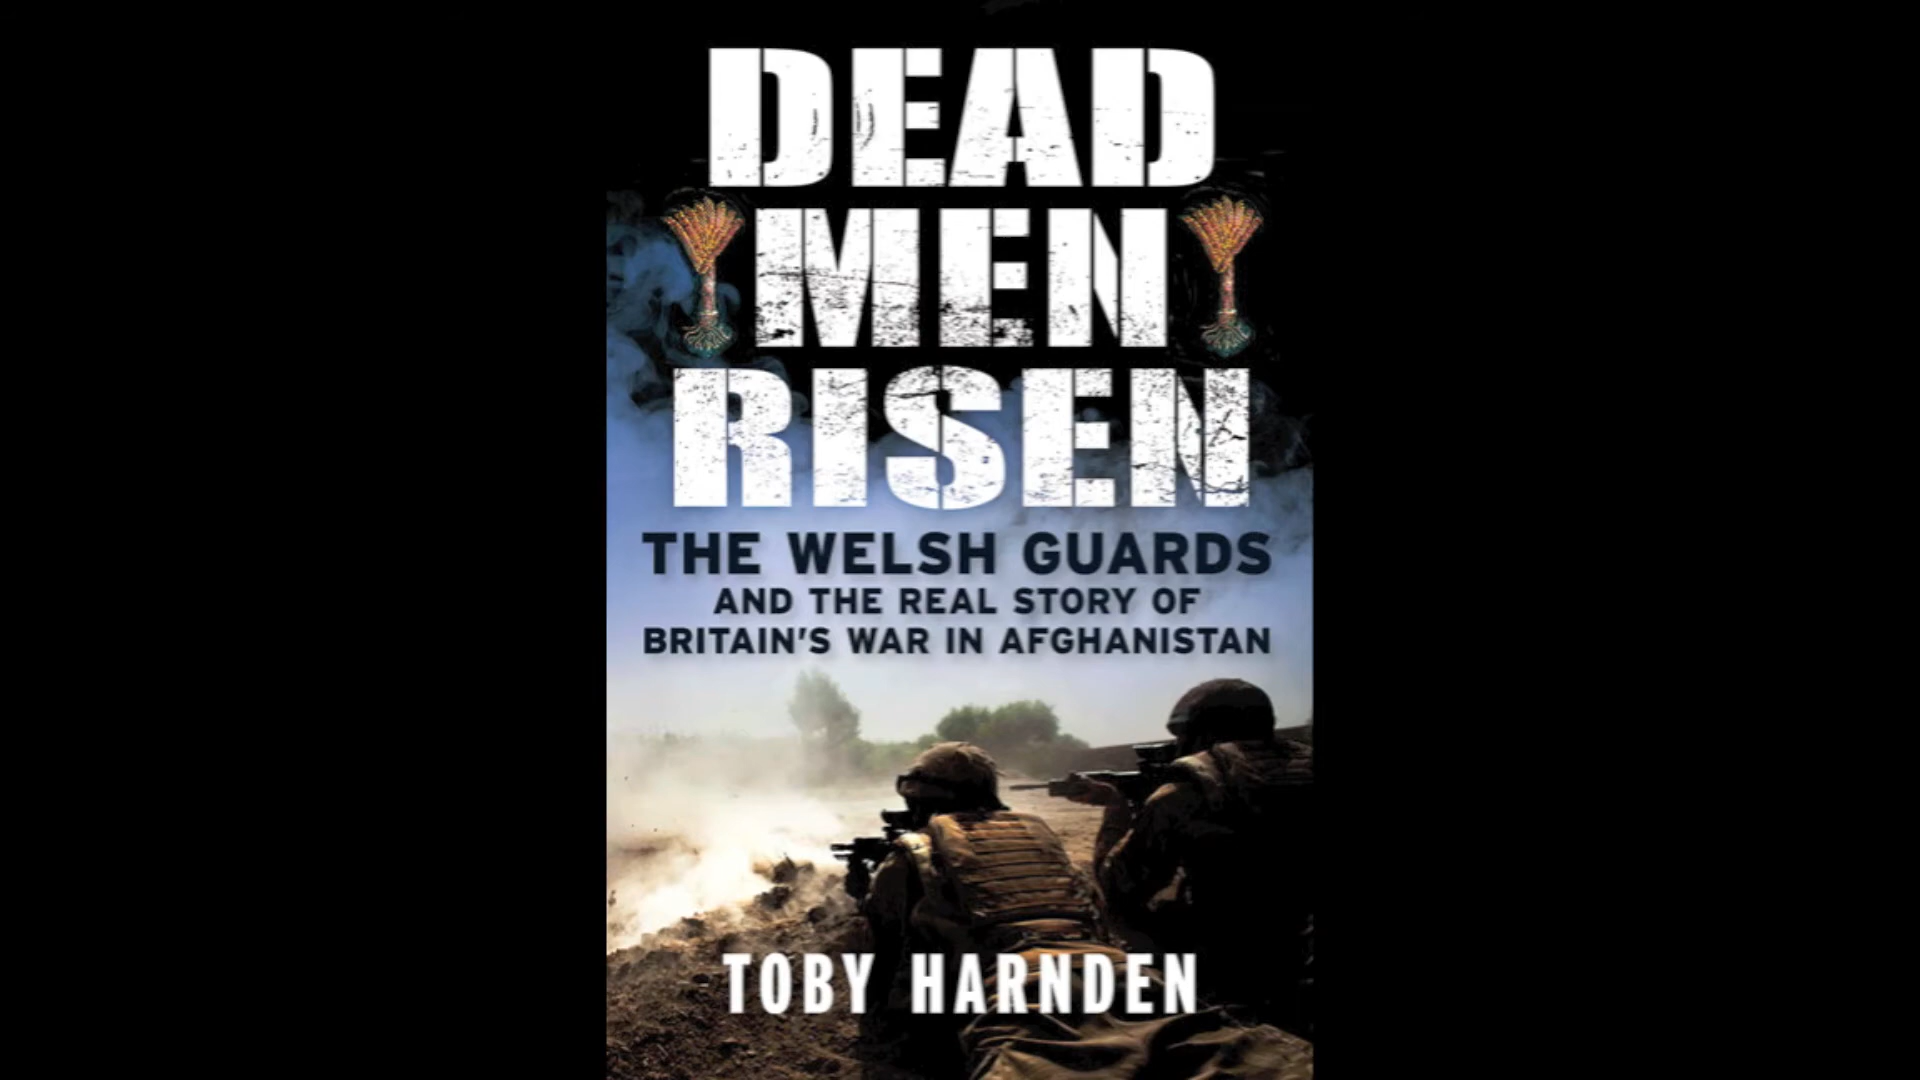 DEAD
MEN
RISEN
THE WELSH GUARDS
AND THE REAL STORY OF
BRITAIN'S WAR IN AFGHANISTAN
TOBY HARNDEN